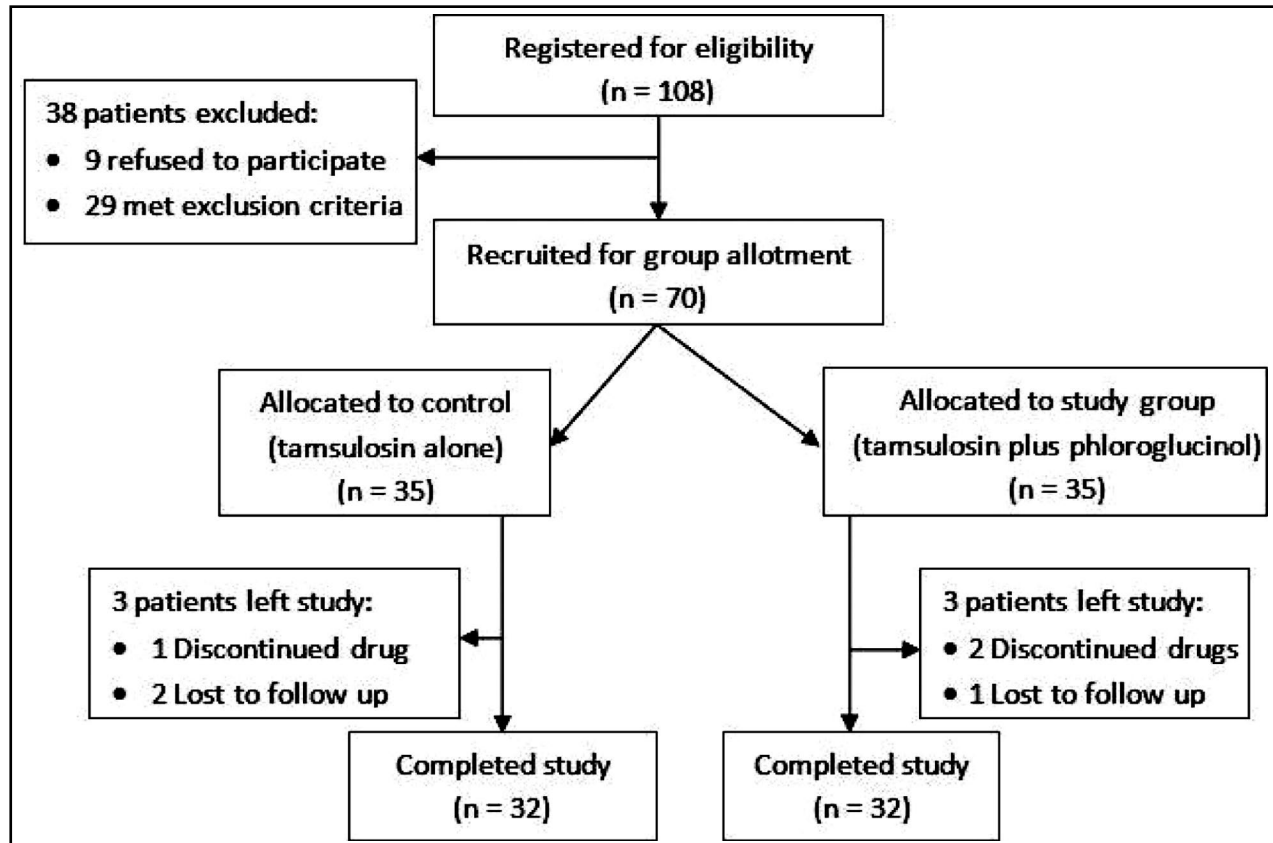 Registered for eligibility
(n = 108)
38 patients excluded:
• 9 refused to participate
• 29 met exclusion criteria
Recruited for group allotment
(n = 70)
Allocated to control
(tamsulosin alone)
(n = 35)
Allocated to study group
(tamsulosin plus phloroglucinol)
(n = 35)
3 patients left study:
• 1 Discontinued drug
• 2 Lost to follow up
3 patients left study:
• 2 Discontinued drugs
• 1 Lost to follow up
Completed study
(n = 32)
Completed study
(n = 32)